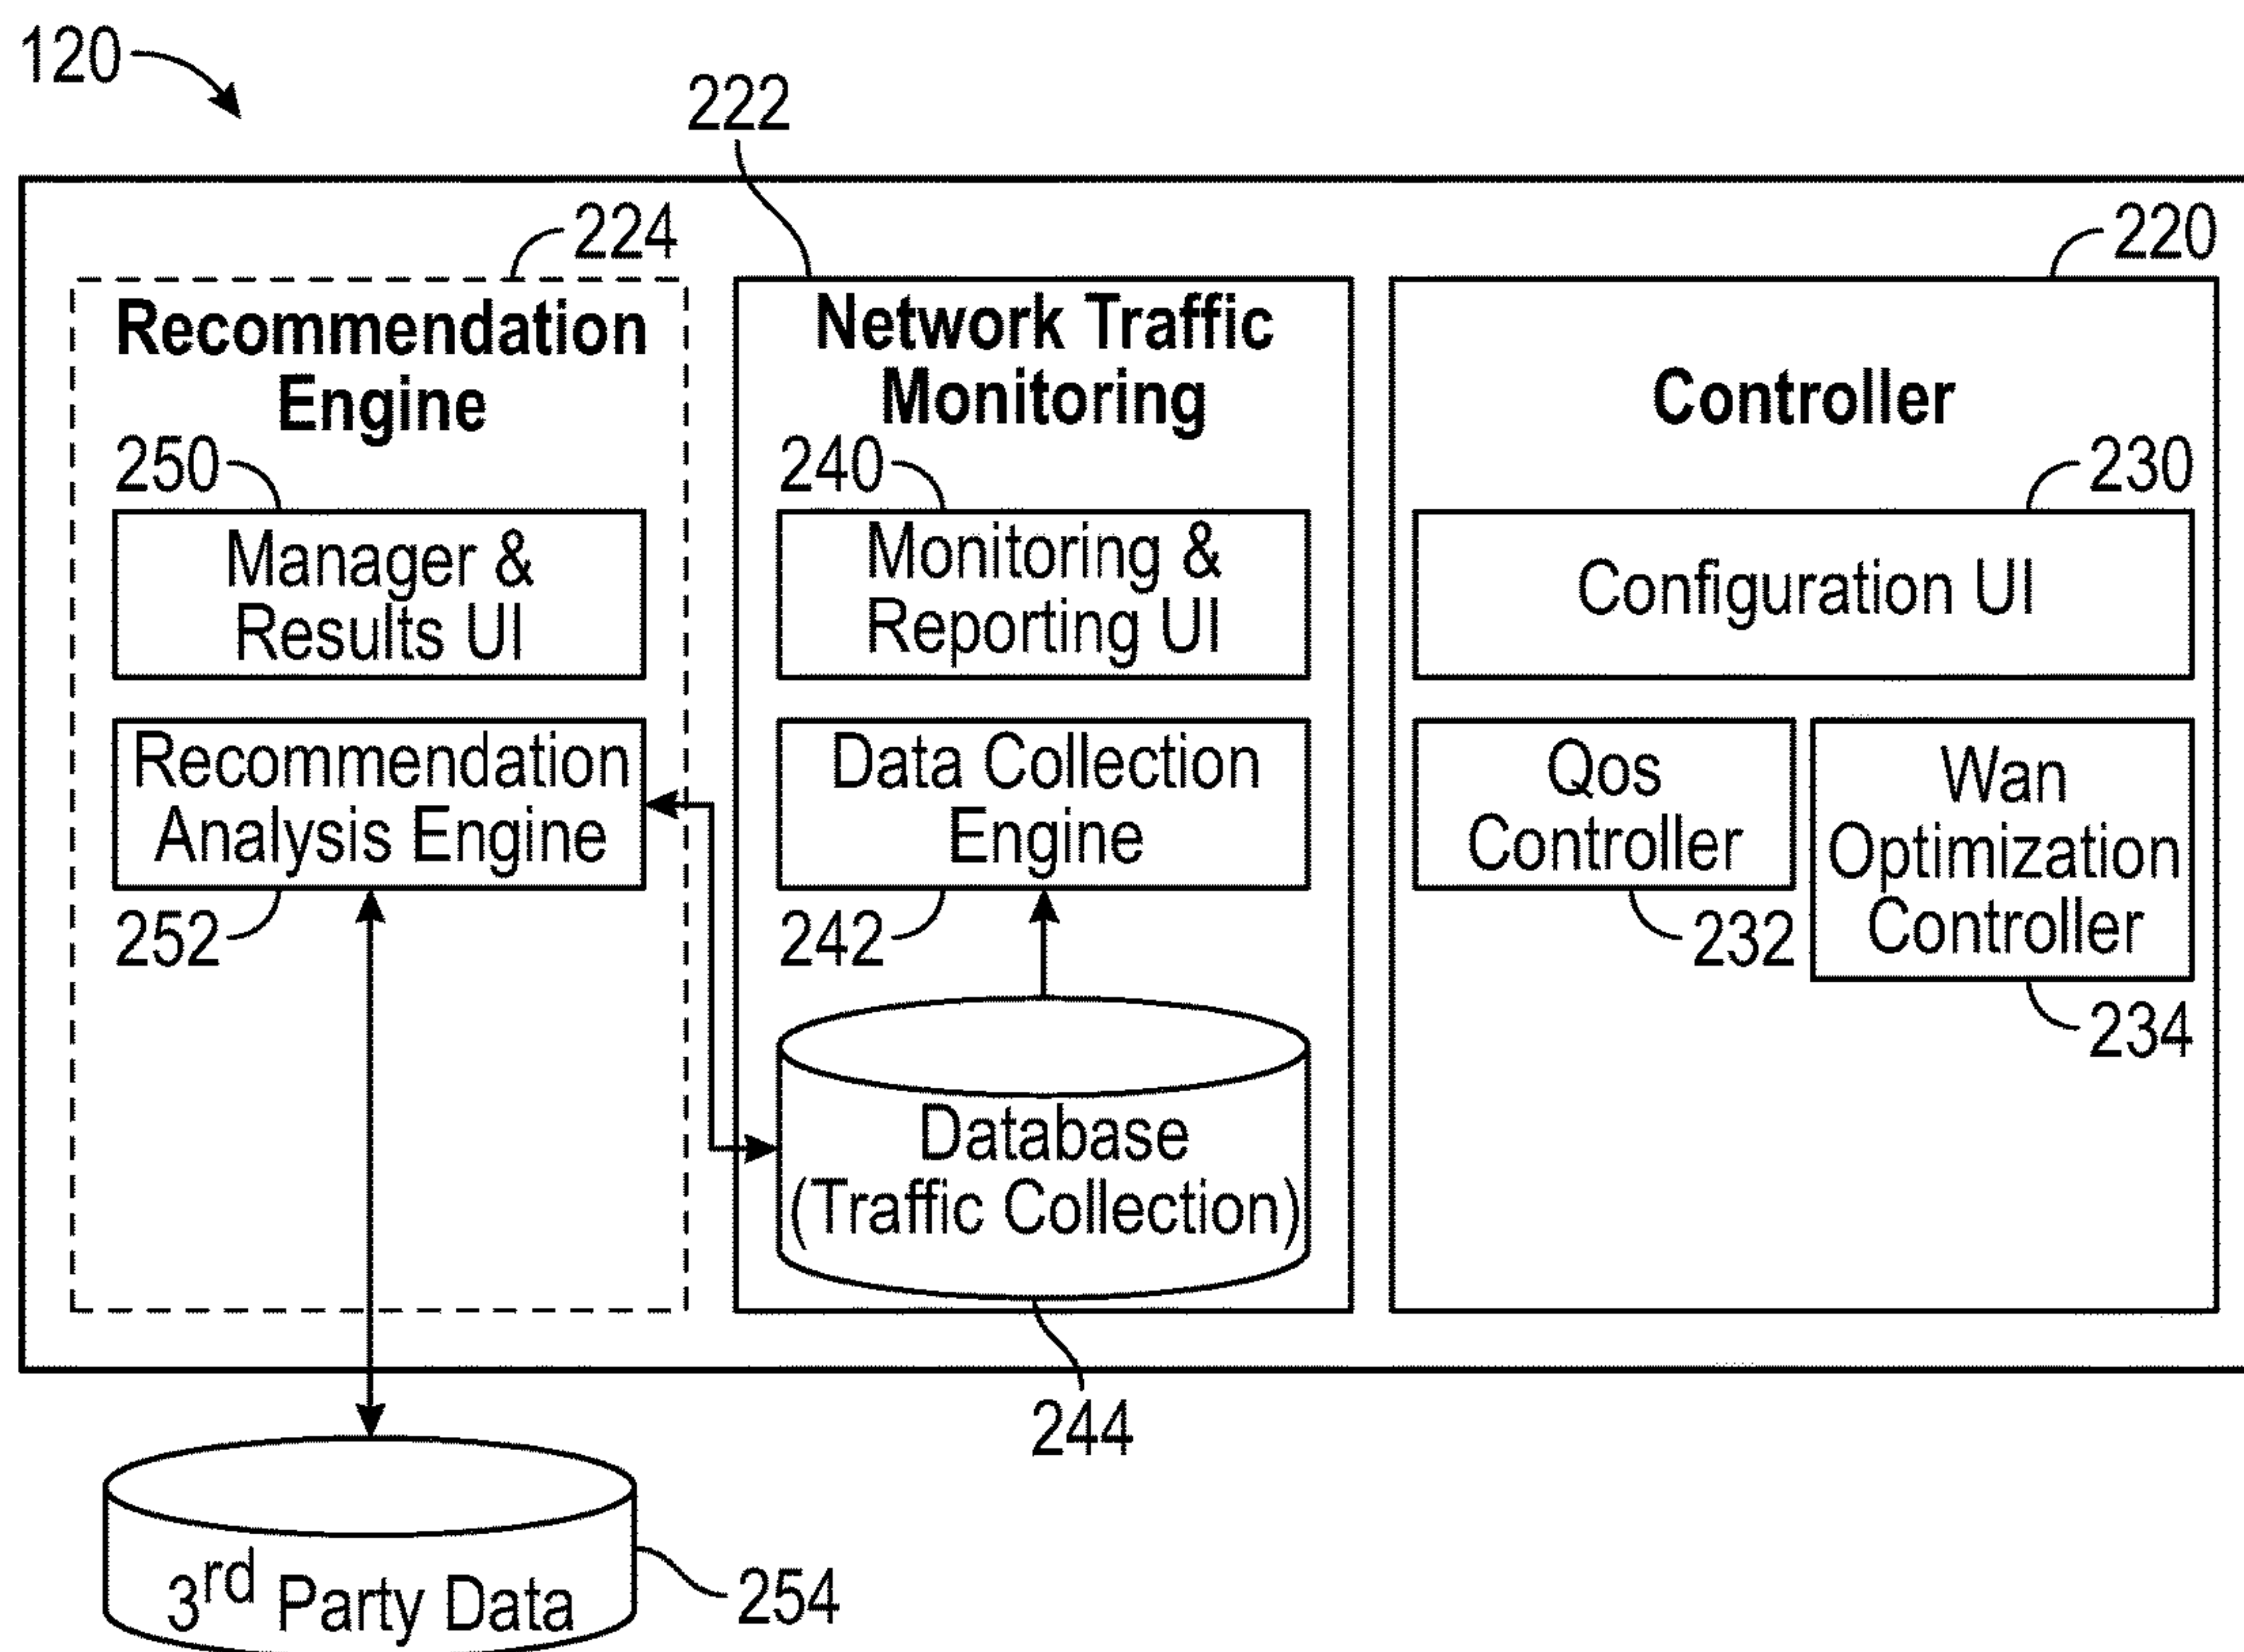 120
222
224
220
Recommendation
Engine
250
Manager &
Results UI
Recommendation
Analysis Engine
252
Network Traffic
Monitoring
240
Monitoring &
Reporting UI
Data Collection
Engine
242
Database
(Traffic Collection)
244
Controller
230
Configuration UI
Qos
Controller
232
Wan
Optimization
Controller
234
3rd Party Data
254